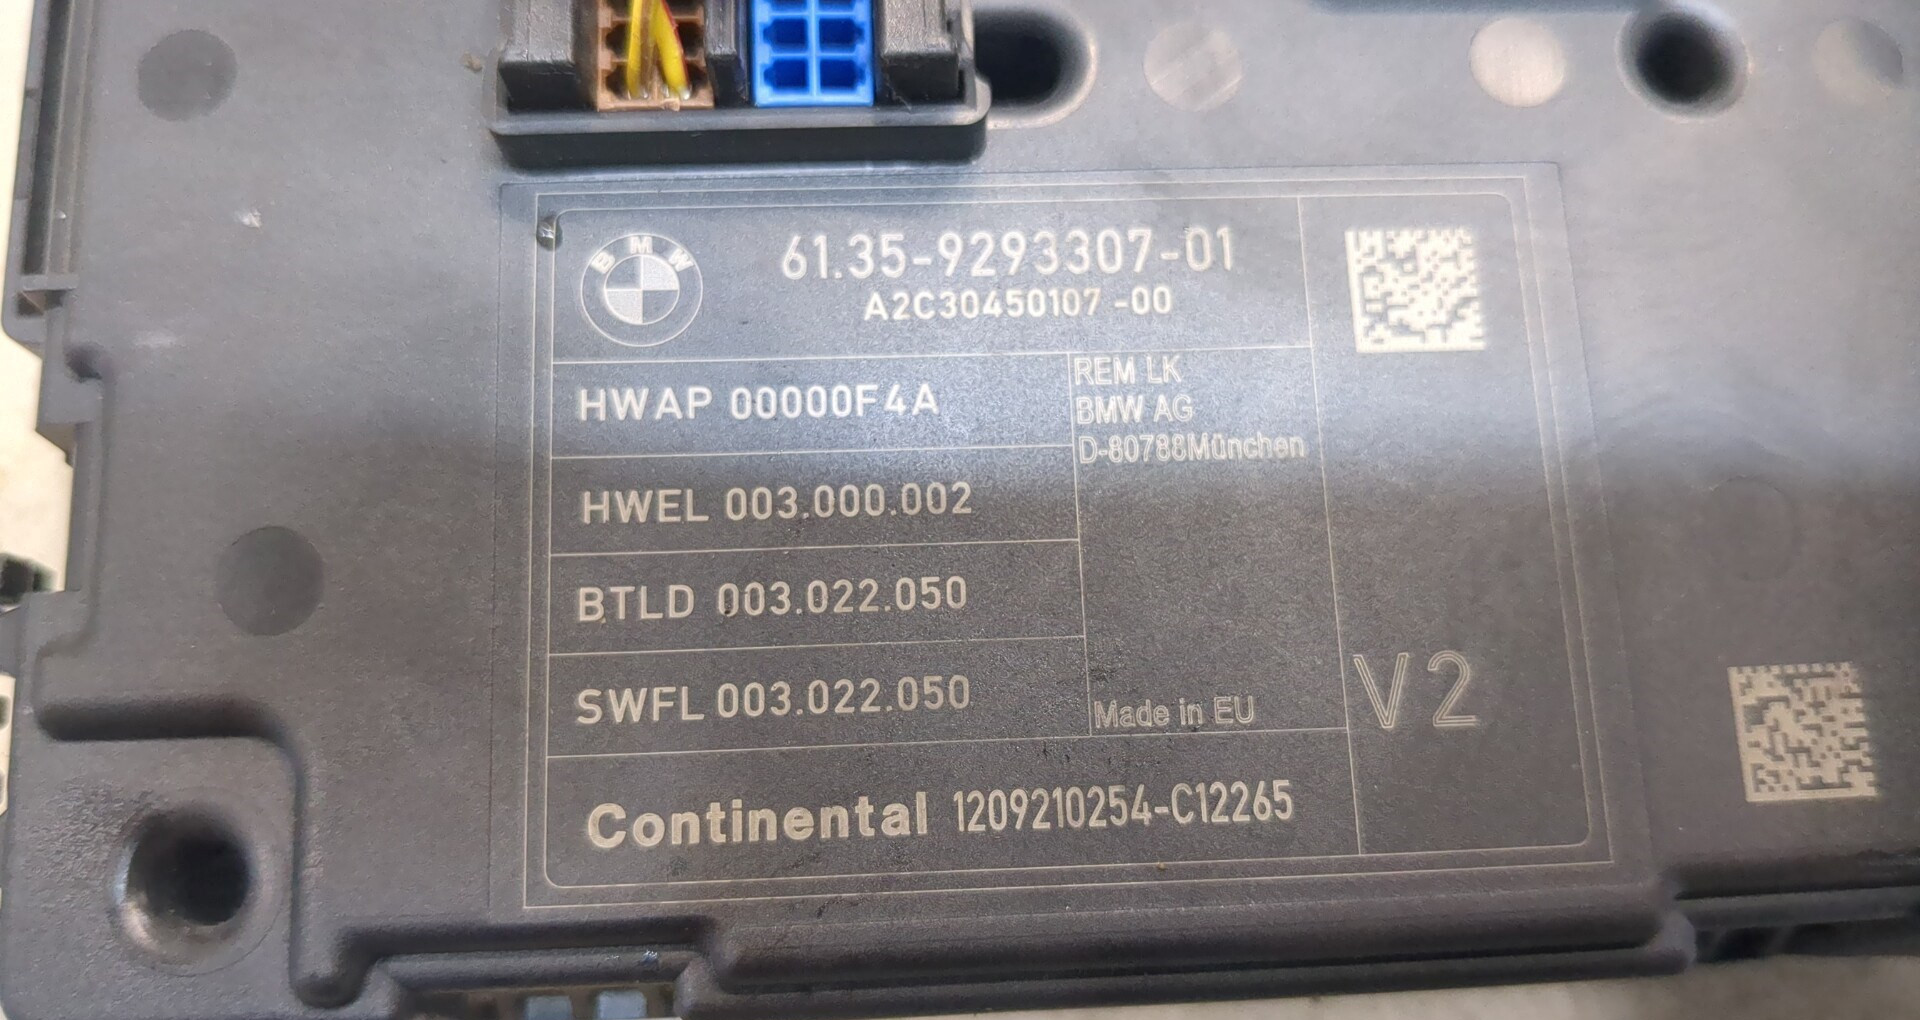 BMW
61.35-9293307-01
A2C30450107-00
HWAP 00000F4A
REM LK
BMW AG
D-80788München
HWEL 003.000.002
BTLD 003.022.050
SWFL 003.022.050
Made in EU
V2
Continental 1209210254-C12265